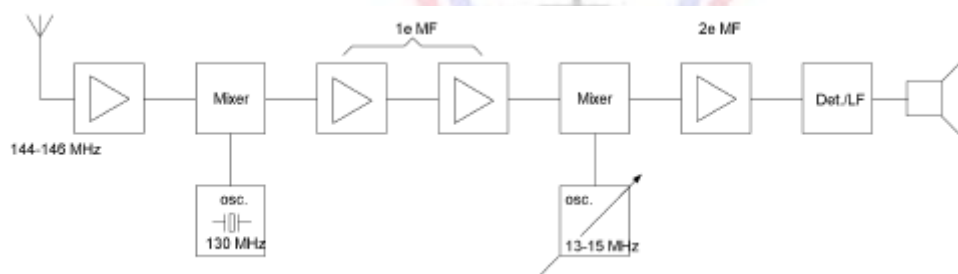 1e MF
2e MF
Mixer
Mixer
Det./LF
144-146 MHz
osc.
130 MHz
osc.
13-15 MHz